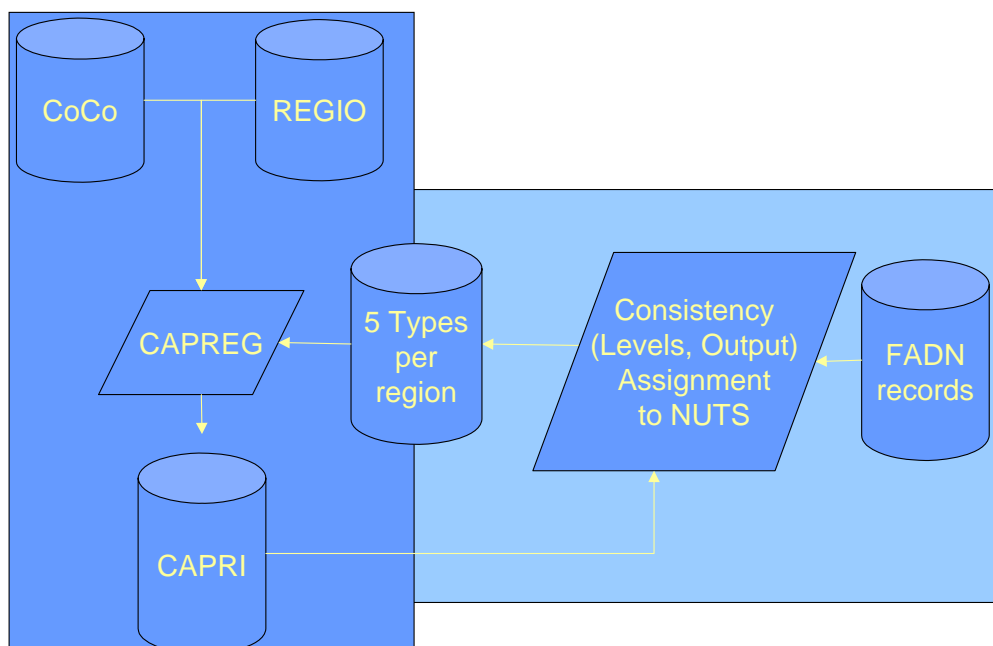 CoCo
REGIO
CAPREG
5 Types
per
region
Consistency
(Levels, Output)
Assignment
to NUTS
FADN
records
CAPRI